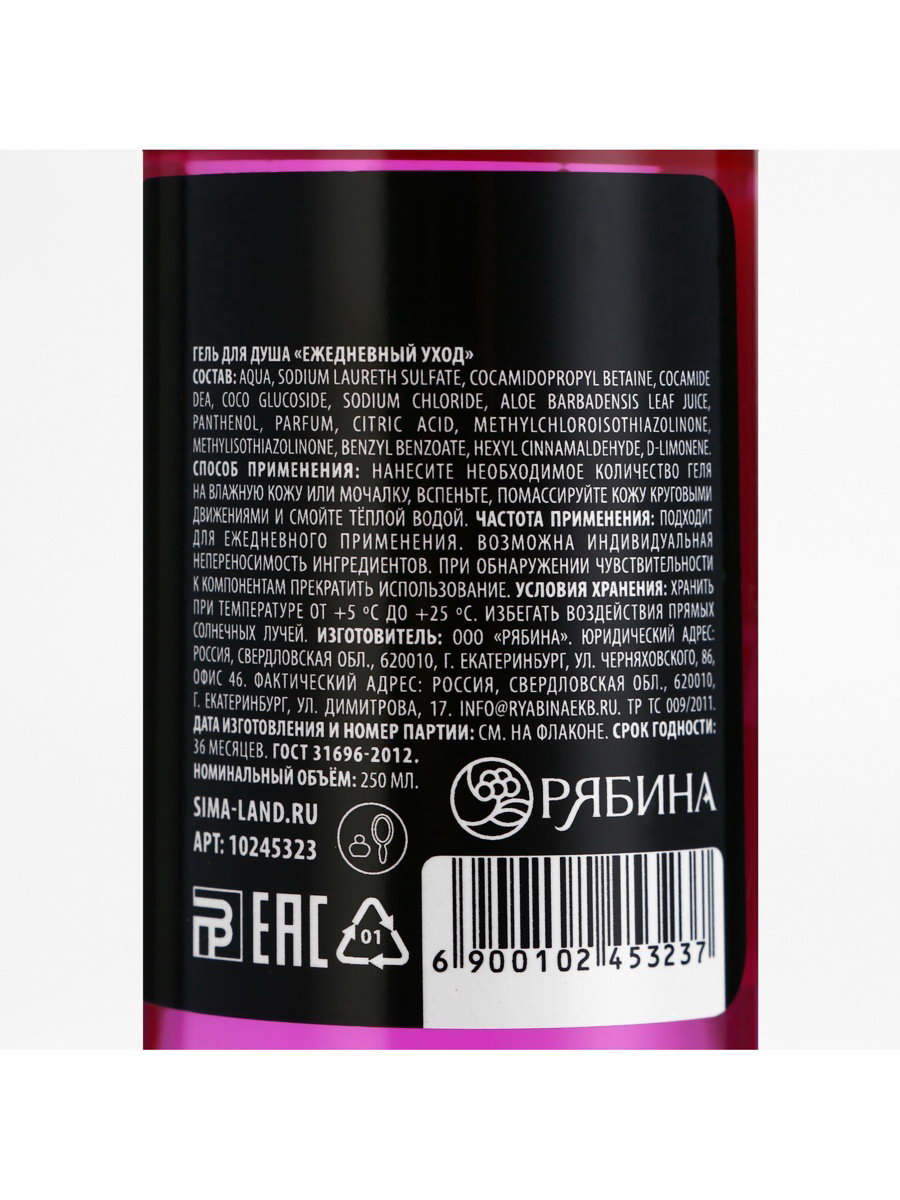 ГЕЛЬ ДЛЯ ДУША «ЕЖЕДНЕВНЫЙ УХОД»
СОСТАВ: AQUA, SODIUM LAURETH SULFATE, COCAMIDOPROPYL BETAINE, COCAMIDE
DEA, COCO GLUCOSIDE, SODIUM CHLORIDE, ALOE BARBADENSIS LEAF JUICE,
PANTHENOL, PARFUM, CITRIC ACID, METHYLCHLOROISOTHIAZOLINONE,
METHYLISOTHIAZOLINONE, BENZYL BENZOATE, HEXYL CINNAMALDEHYDE, D-LIMONENE.
СПОСОБ ПРИМЕНЕНИЯ: НАНЕСИТЕ НЕОБХОДИМОЕ КОЛИЧЕСТВО ГЕЛЯ
НА ВЛАЖНУЮ КОЖУ ИЛИ МОЧАЛКУ, ВСПЕНЬТЕ, ПОМАССИРУЙТЕ КОЖУ КРУГОВЫМИ
ДВИЖЕНИЯМИ И СМОЙТЕ ТЁПЛОЙ ВОДОЙ. ЧАСТОТА ПРИМЕНЕНИЯ: ПОДХОДИТ
ДЛЯ ЕЖЕДНЕВНОГО ПРИМЕНЕНИЯ. ВОЗМОЖНА ИНДИВИДУАЛЬНАЯ
НЕПЕРЕНОСИМОСТЬ ИНГРЕДИЕНТОВ. ПРИ ОБНАРУЖЕНИИ ЧУВСТВИТЕЛЬНОСТИ
К КОМПОНЕНТАМ ПРЕКРАТИТЬ ИСПОЛЬЗОВАНИЕ. УСЛОВИЯ ХРАНЕНИЯ: ХРАНИТЬ
ПРИ ТЕМПЕРАТУРЕ ОТ +5 °С ДО +25 °С. ИЗБЕГАТЬ ВОЗДЕЙСТВИЯ ПРЯМЫХ
СОЛНЕЧНЫХ ЛУЧЕЙ. ИЗГОТОВИТЕЛЬ: ООО «РЯБИНА». ЮРИДИЧЕСКИЙ АДРЕС:
РОССИЯ, СВЕРДЛОВСКАЯ ОБЛ., 620010, Г. ЕКАТЕРИНБУРГ, УЛ. ЧЕРНЯХОВСКОГО, 86,
ОФИС 46. ФАКТИЧЕСКИЙ АДРЕС: РОССИЯ, СВЕРДЛОВСКАЯ ОБЛ., 620010,
Г. ЕКАТЕРИНБУРГ, УЛ. ДИМИТРОВА, 17. INFO@RYABINAEKB.RU. ТР ТС 009/2011.
ДАТА ИЗГОТОВЛЕНИЯ И НОМЕР ПАРТИИ: СМ. НА ФЛАКОНЕ. СРОК ГОДНОСТИ:
36 МЕСЯЦЕВ. ГОСТ 31696-2012.
НОМИНАЛЬНЫЙ ОБЪЁМ: 250 МЛ.
SIMA-LAND.RU
АРТ: 10245323
РЯБИНА
EAC
01
6 900102 453237